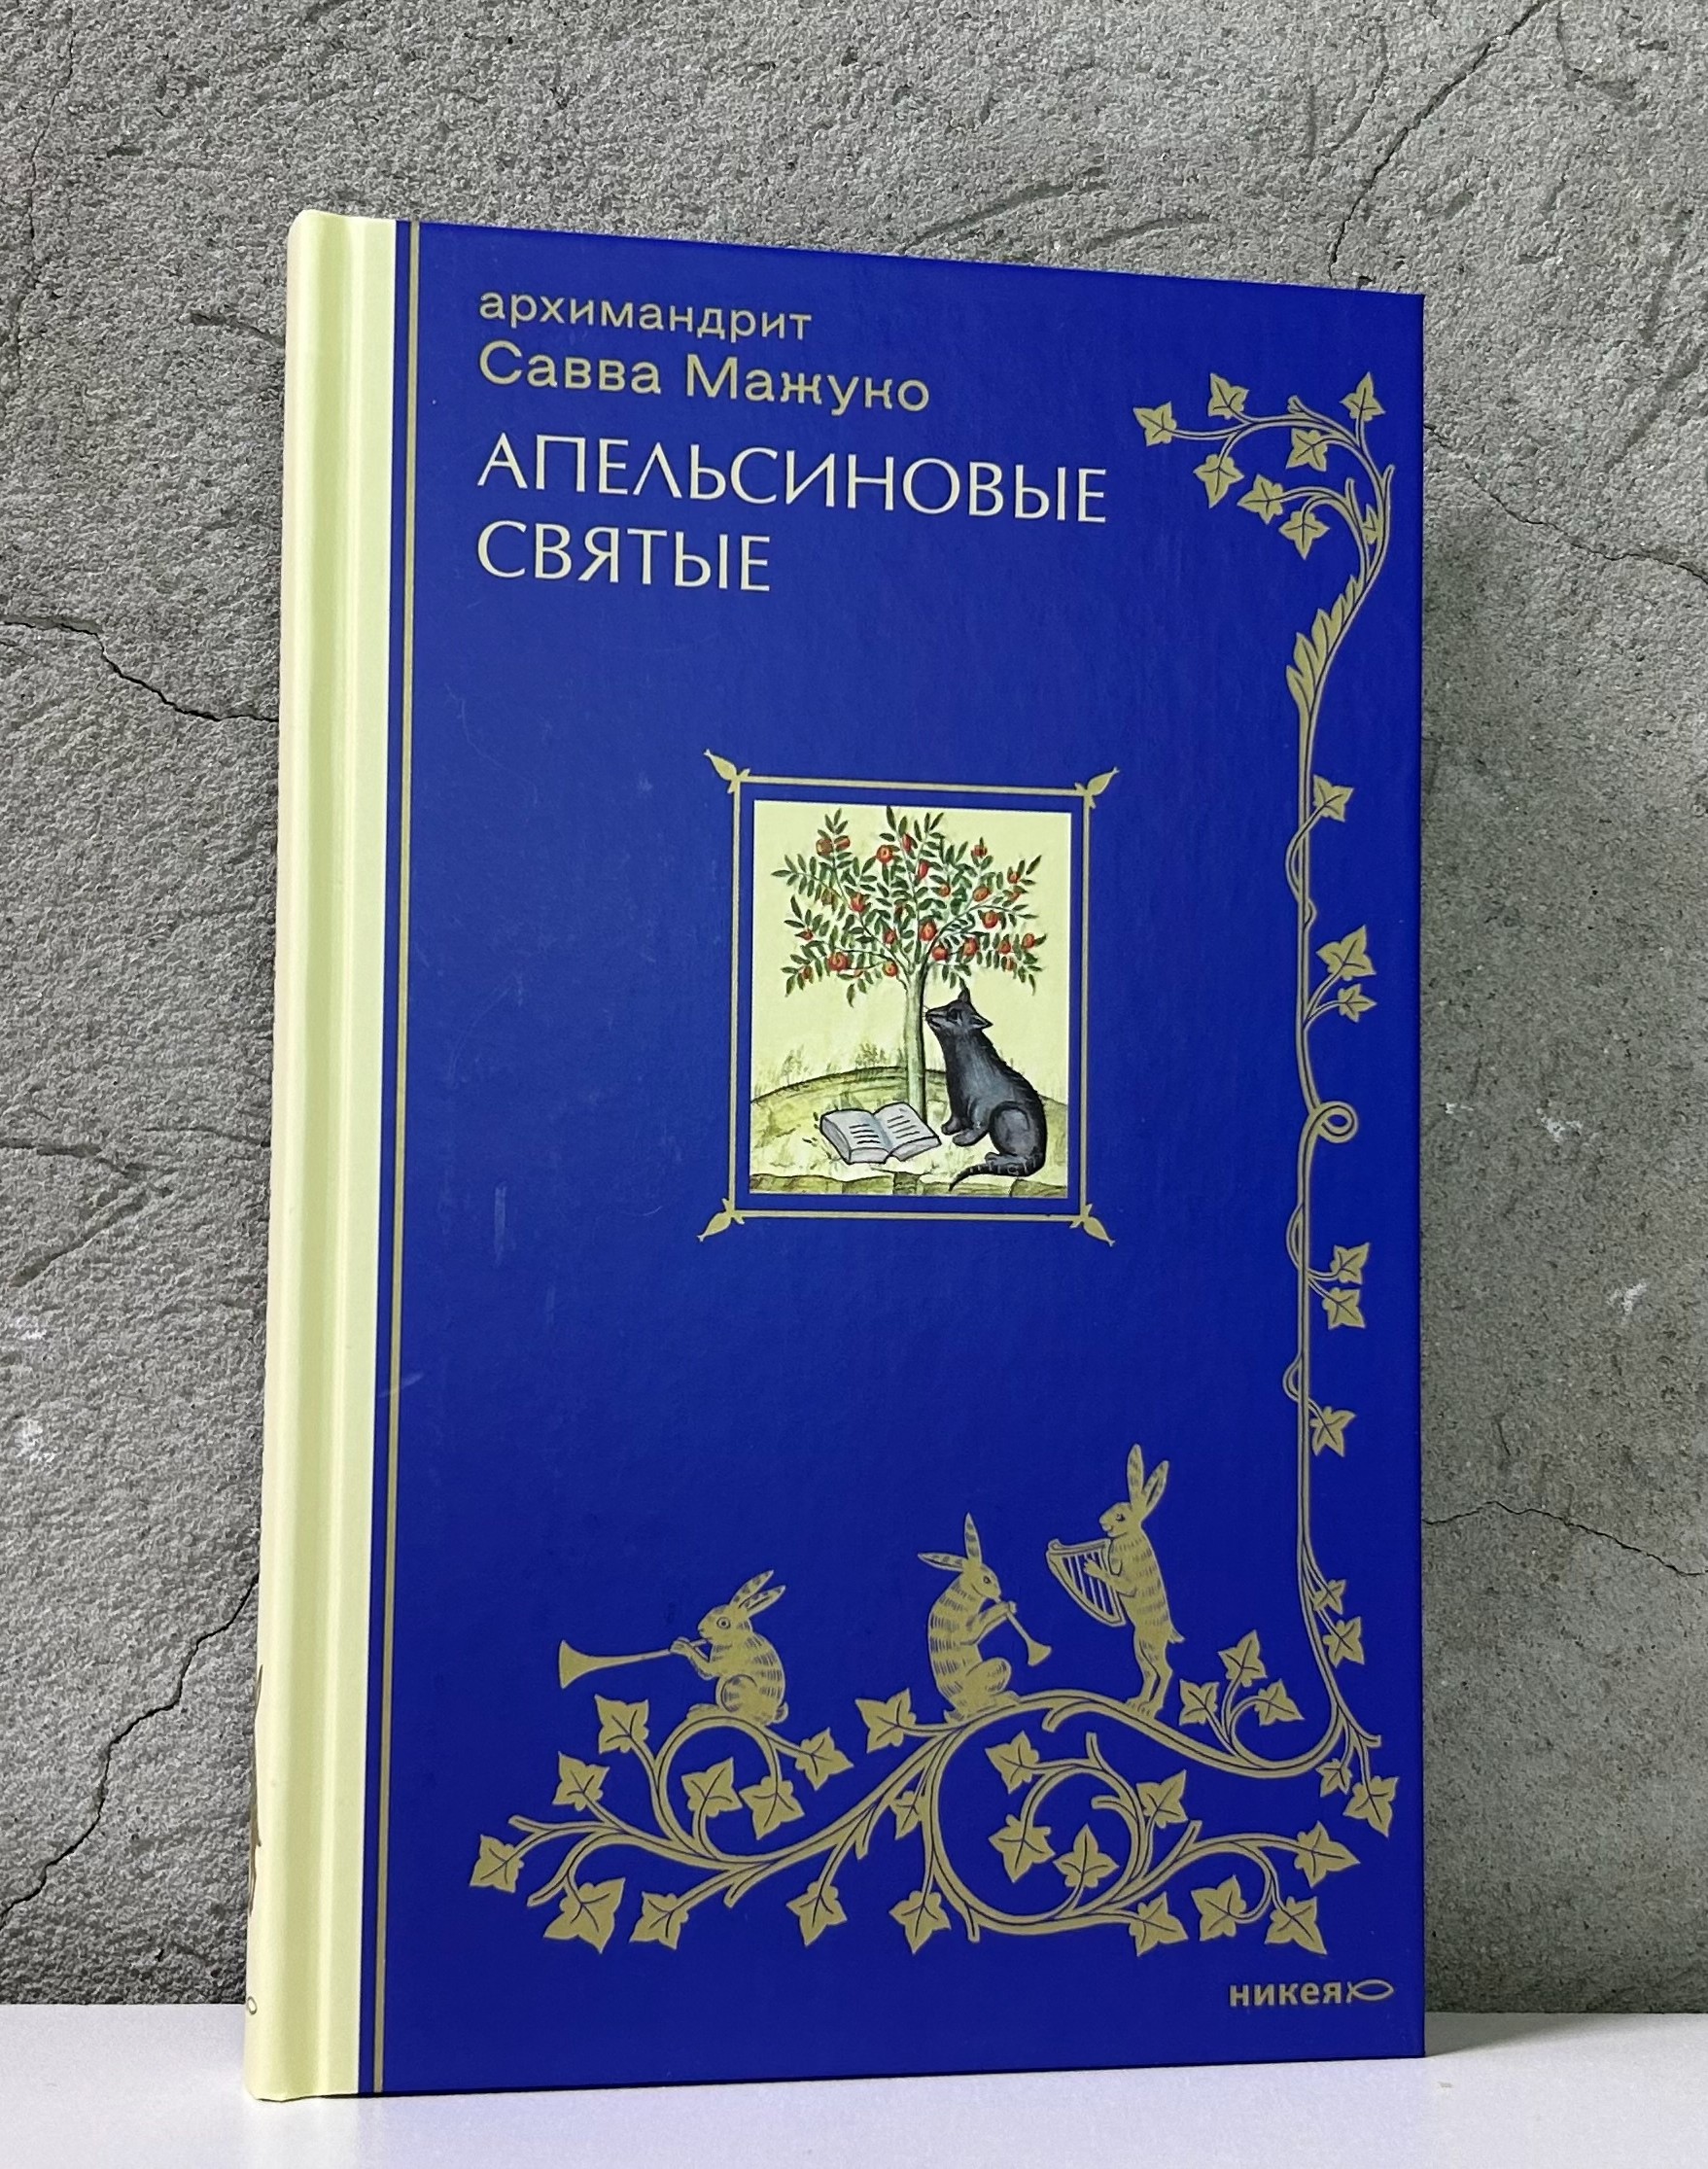 архимандрит
Савва Мажуко
АПЕЛЬСИНОВЫЕ
СВЯТЫЕ
никея